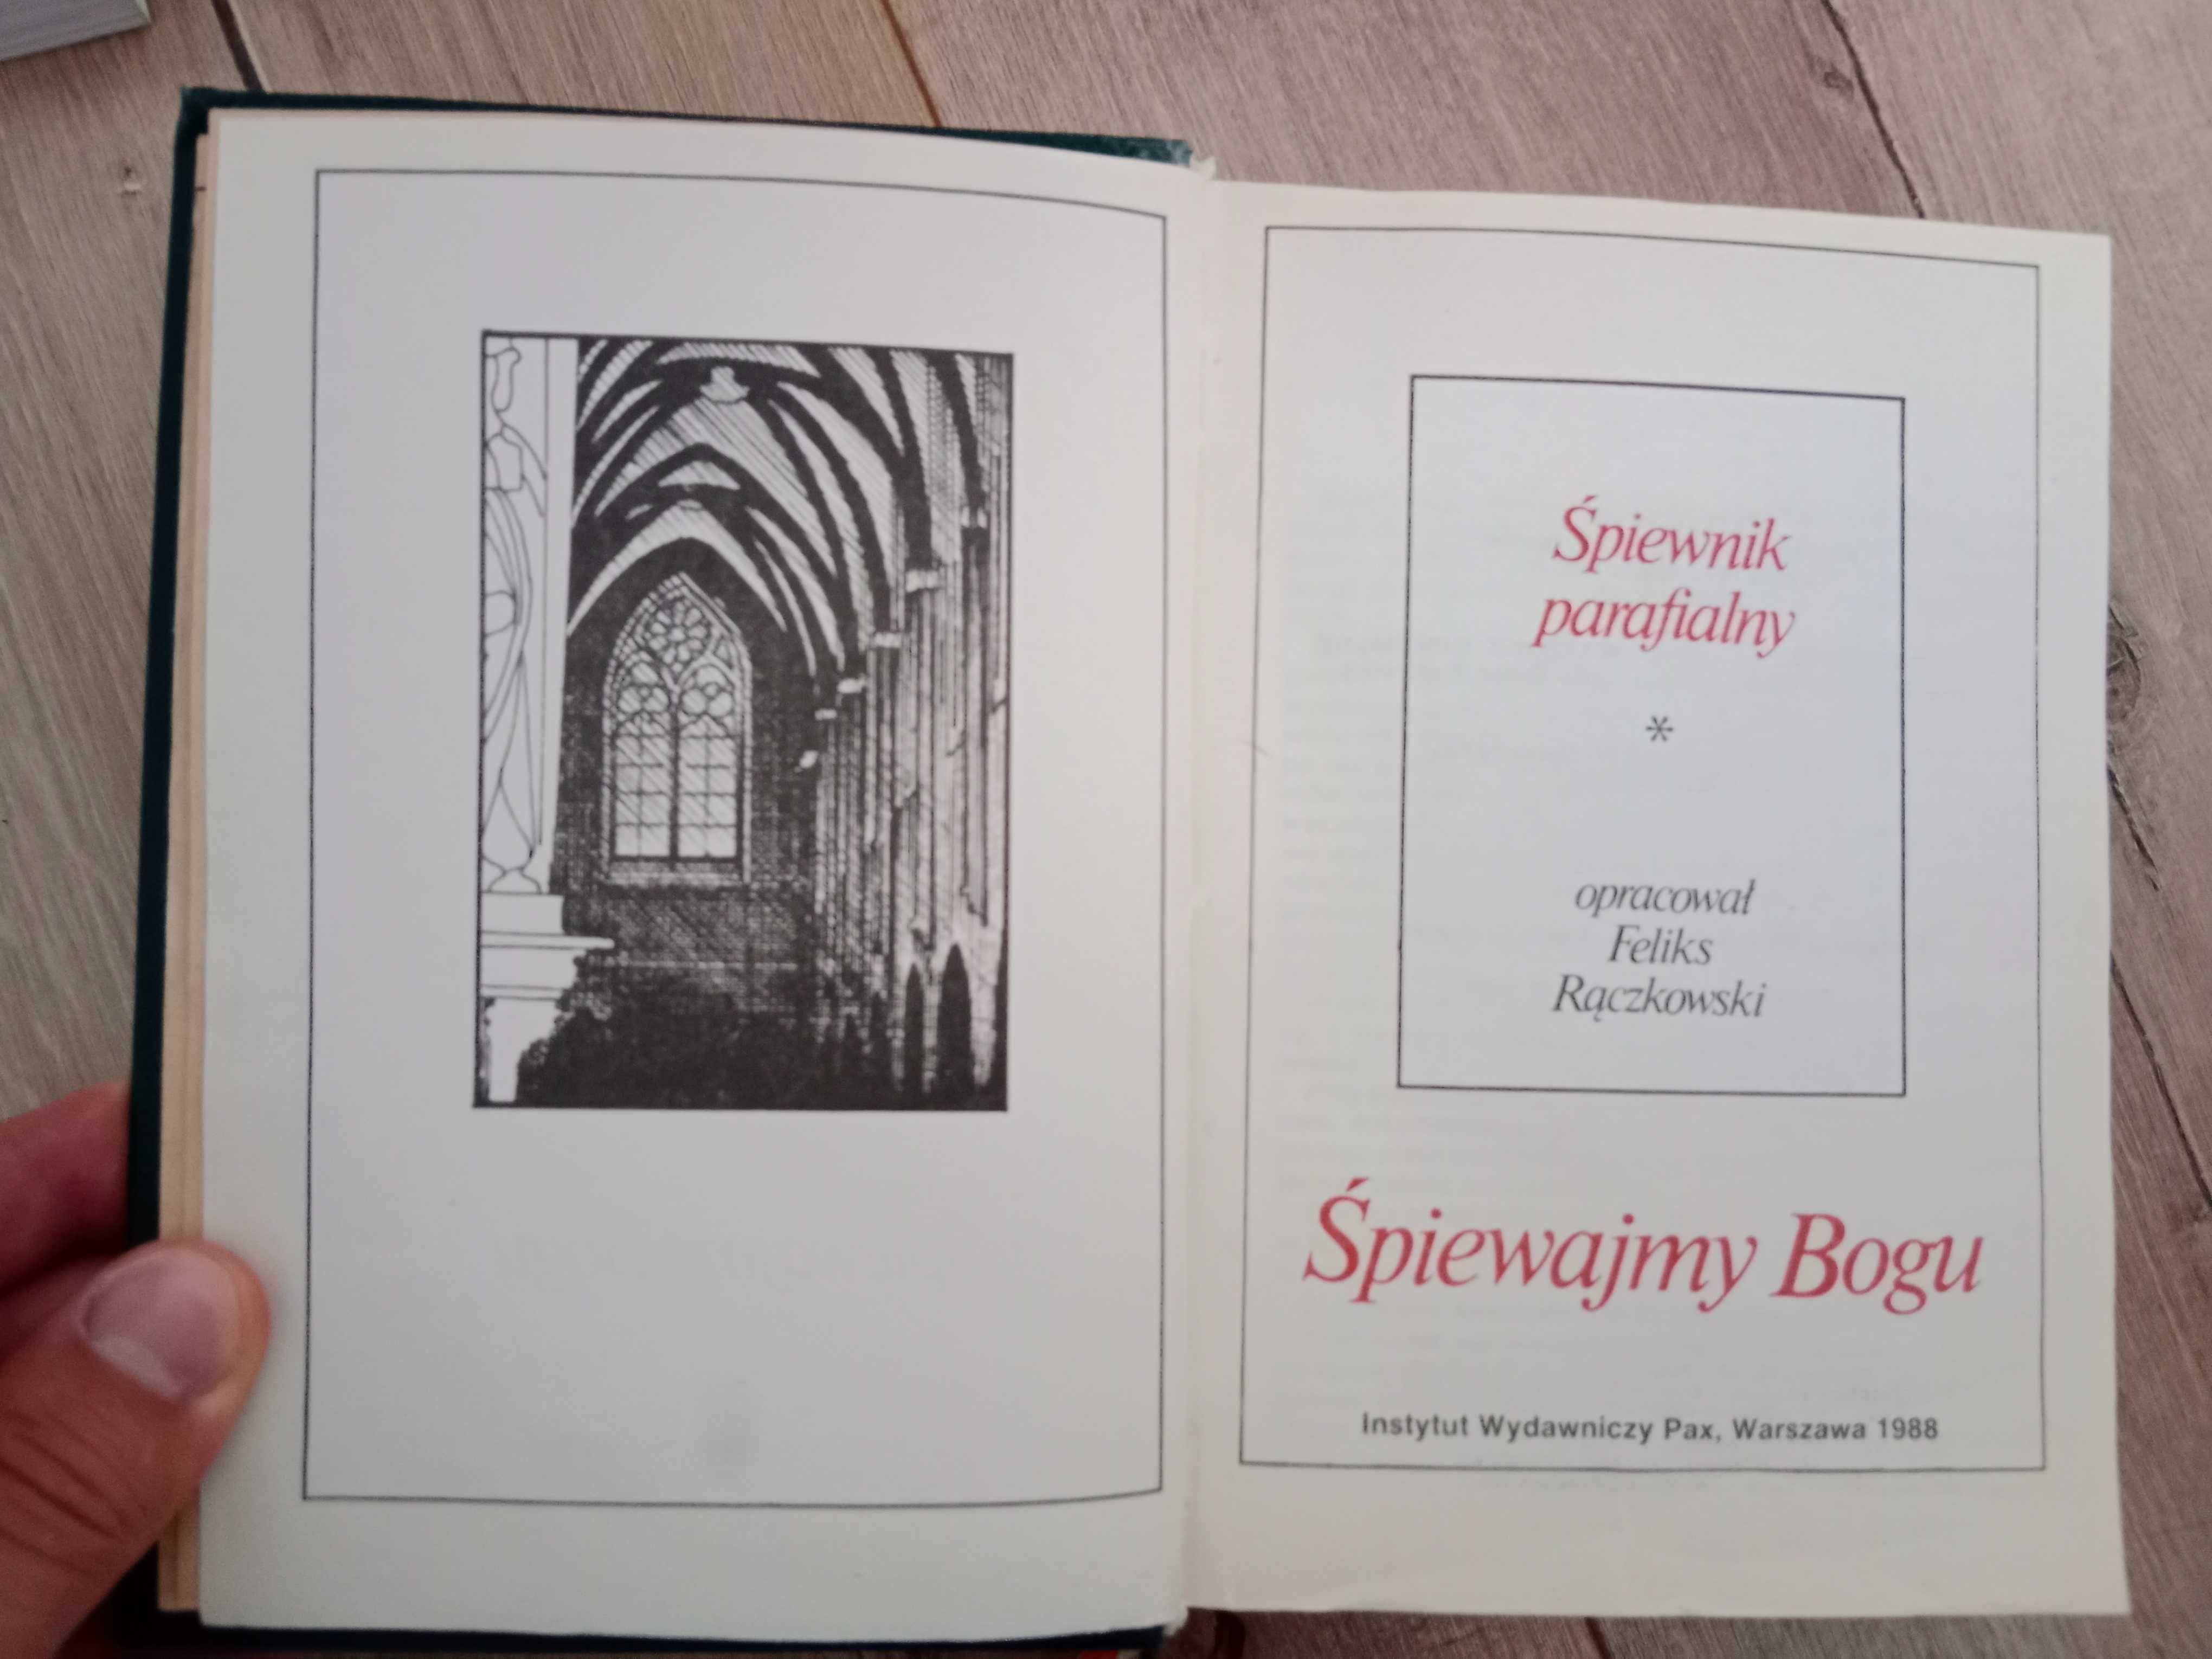 Śpiewnik
parafialny
*
opracował
Feliks
Rączkowski
Śpiewajmy Bogu
Instytut Wydawniczy Pax, Warszawa 1988